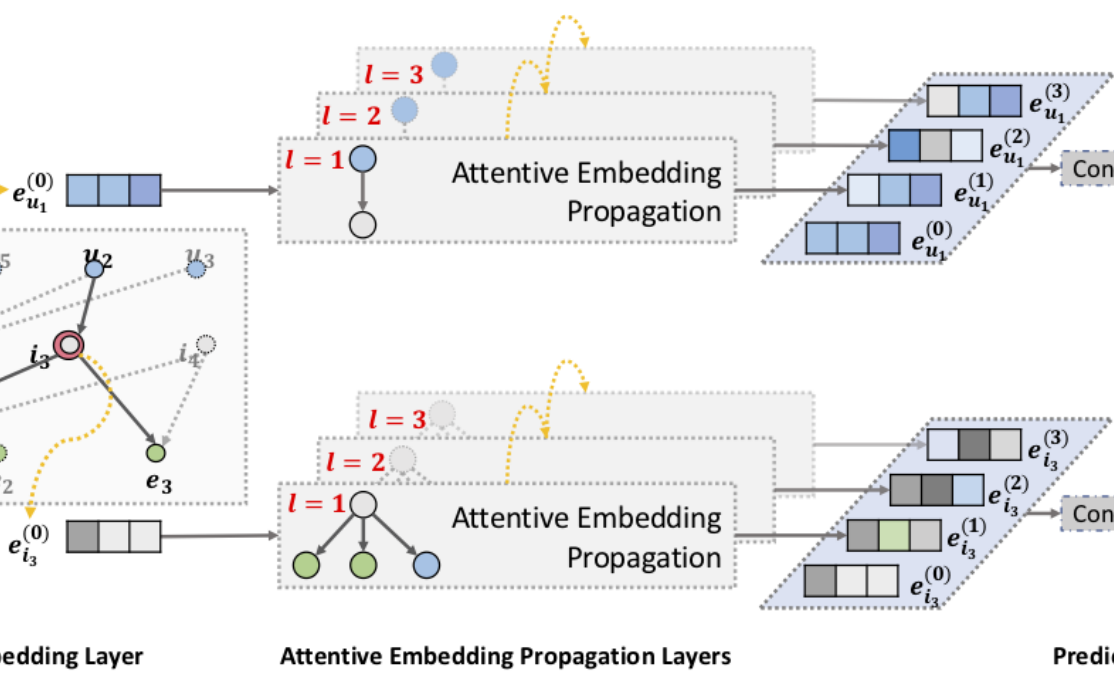 l = 3
l = 2
l = 1
Attentive Embedding
Propagation
e_{u_1}^{(0)}
e_{u_1}^{(3)}
e_{u_1}^{(2)}
e_{u_1}^{(1)}
e_{u_1}^{(0)}
Con
5
u_2
u_3
i_3
i_4
2
e_3
e_{i_3}^{(0)}
l = 3
l = 2
l = 1
Attentive Embedding
Propagation
e_{i_3}^{(3)}
e_{i_3}^{(2)}
e_{i_3}^{(1)}
e_{i_3}^{(0)}
Con
edding Layer
Attentive Embedding Propagation Layers
Predic